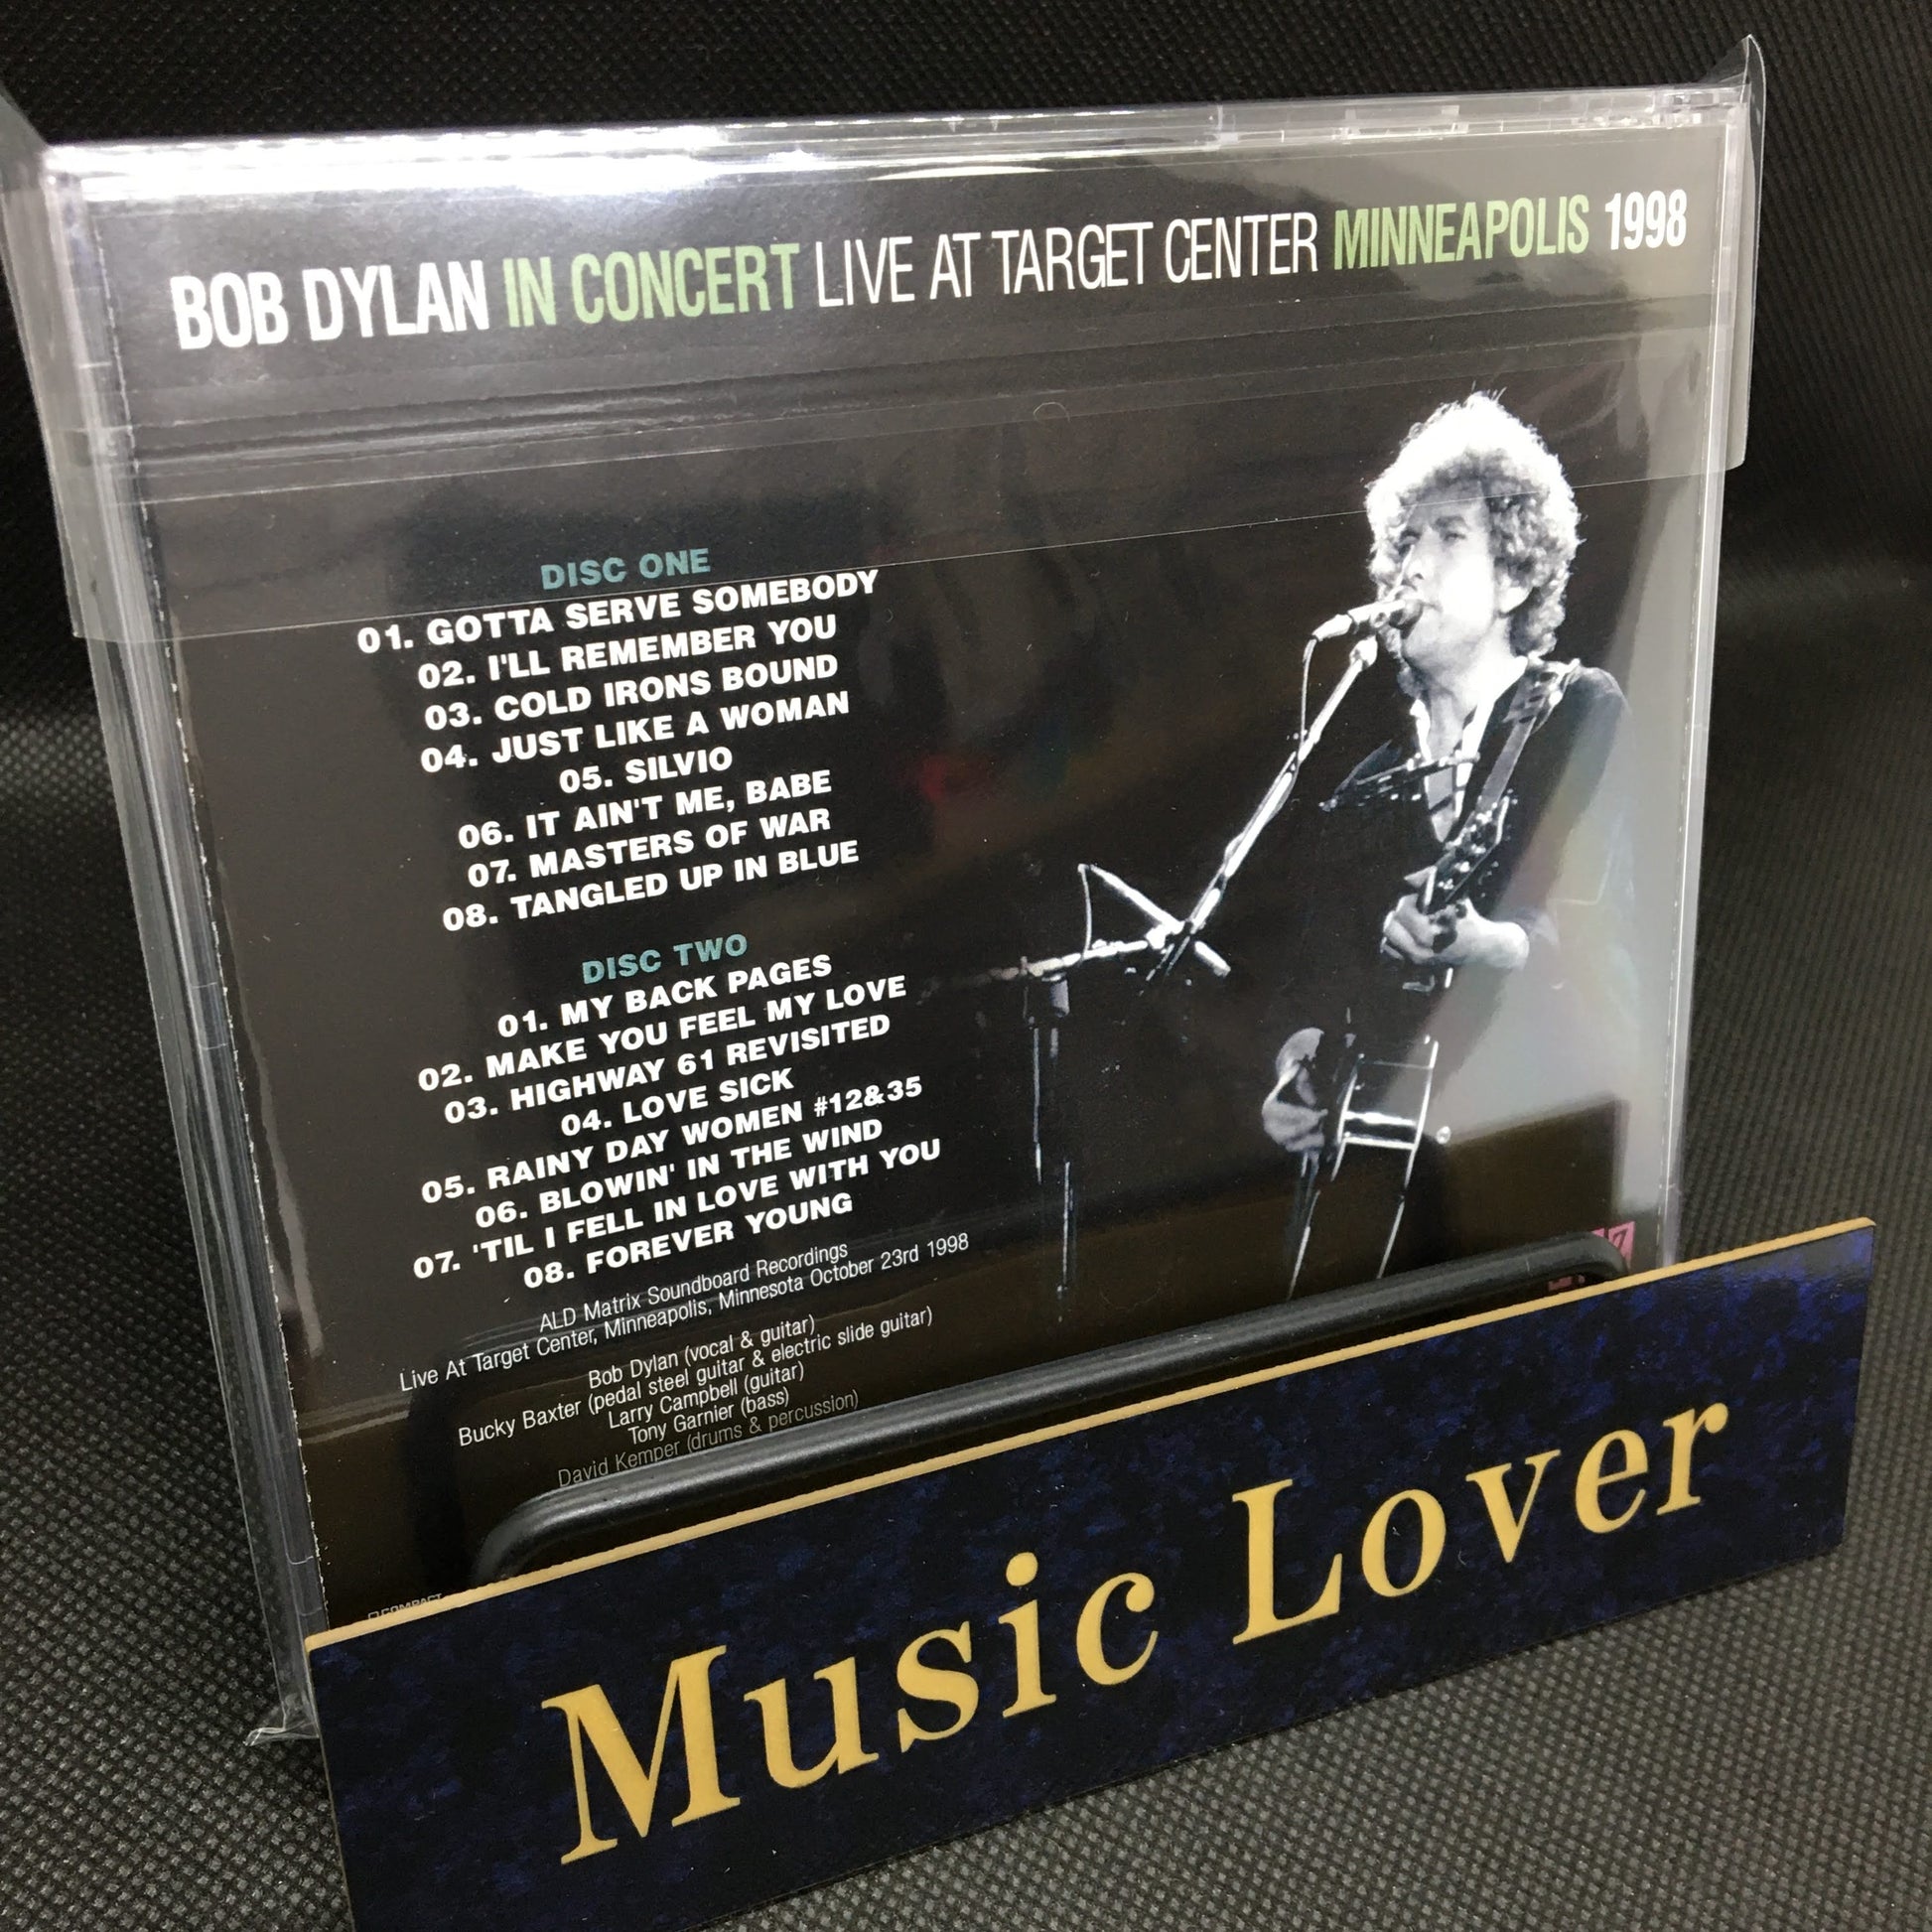 BOB DYLAN IN CONCERT LIVE AT TARGET CENTER MINNEAPOLIS 1998
DISC ONE
01. GOTTA SERVE SOMEBODY
02. I'LL REMEMBER YOU
03. COLD IRONS BOUND
04. JUST LIKE A WOMAN
05. SILVIO
06. IT AIN'T ME, BABE
07. MASTERS OF WAR
08. TANGLED UP IN BLUE
DISC TWO
01. MY BACK PAGES
02. MAKE YOU FEEL MY LOVE
03. HIGHWAY 61 REVISITED
04. LOVE SICK
05. RAINY DAY WOMEN #12&35
06. BLOWIN' IN THE WIND
07. 'TIL I FELL IN LOVE WITH YOU
08. FOREVER YOUNG
ALD Matrix Soundboard Recordings
Live At Target Center, Minneapolis, Minnesota October 23rd 1998
Bob Dylan (vocal & guitar)
Bucky Baxter (pedal steel guitar & electric slide guitar)
Larry Campbell (guitar)
Tony Garnier (bass)
David Kemper (drums & percussion)
COMPACT
Music Lover